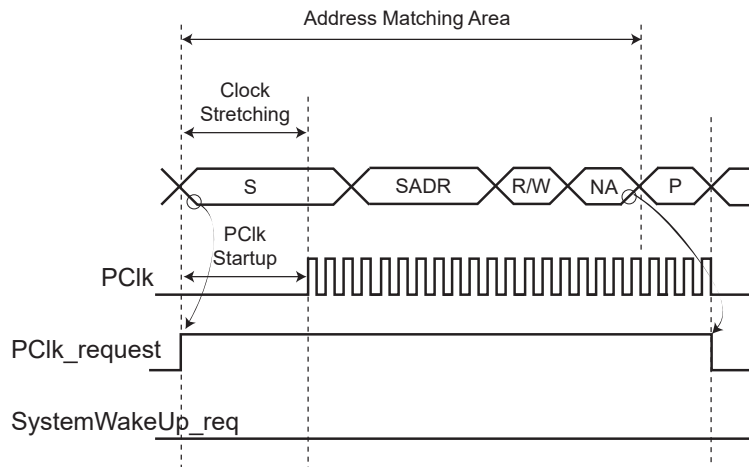 Address Matching Area
Clock
Stretching
S
SADR
R/W
NA
P
PClk
Startup
PClk
PClk_request
SystemWakeUp_req